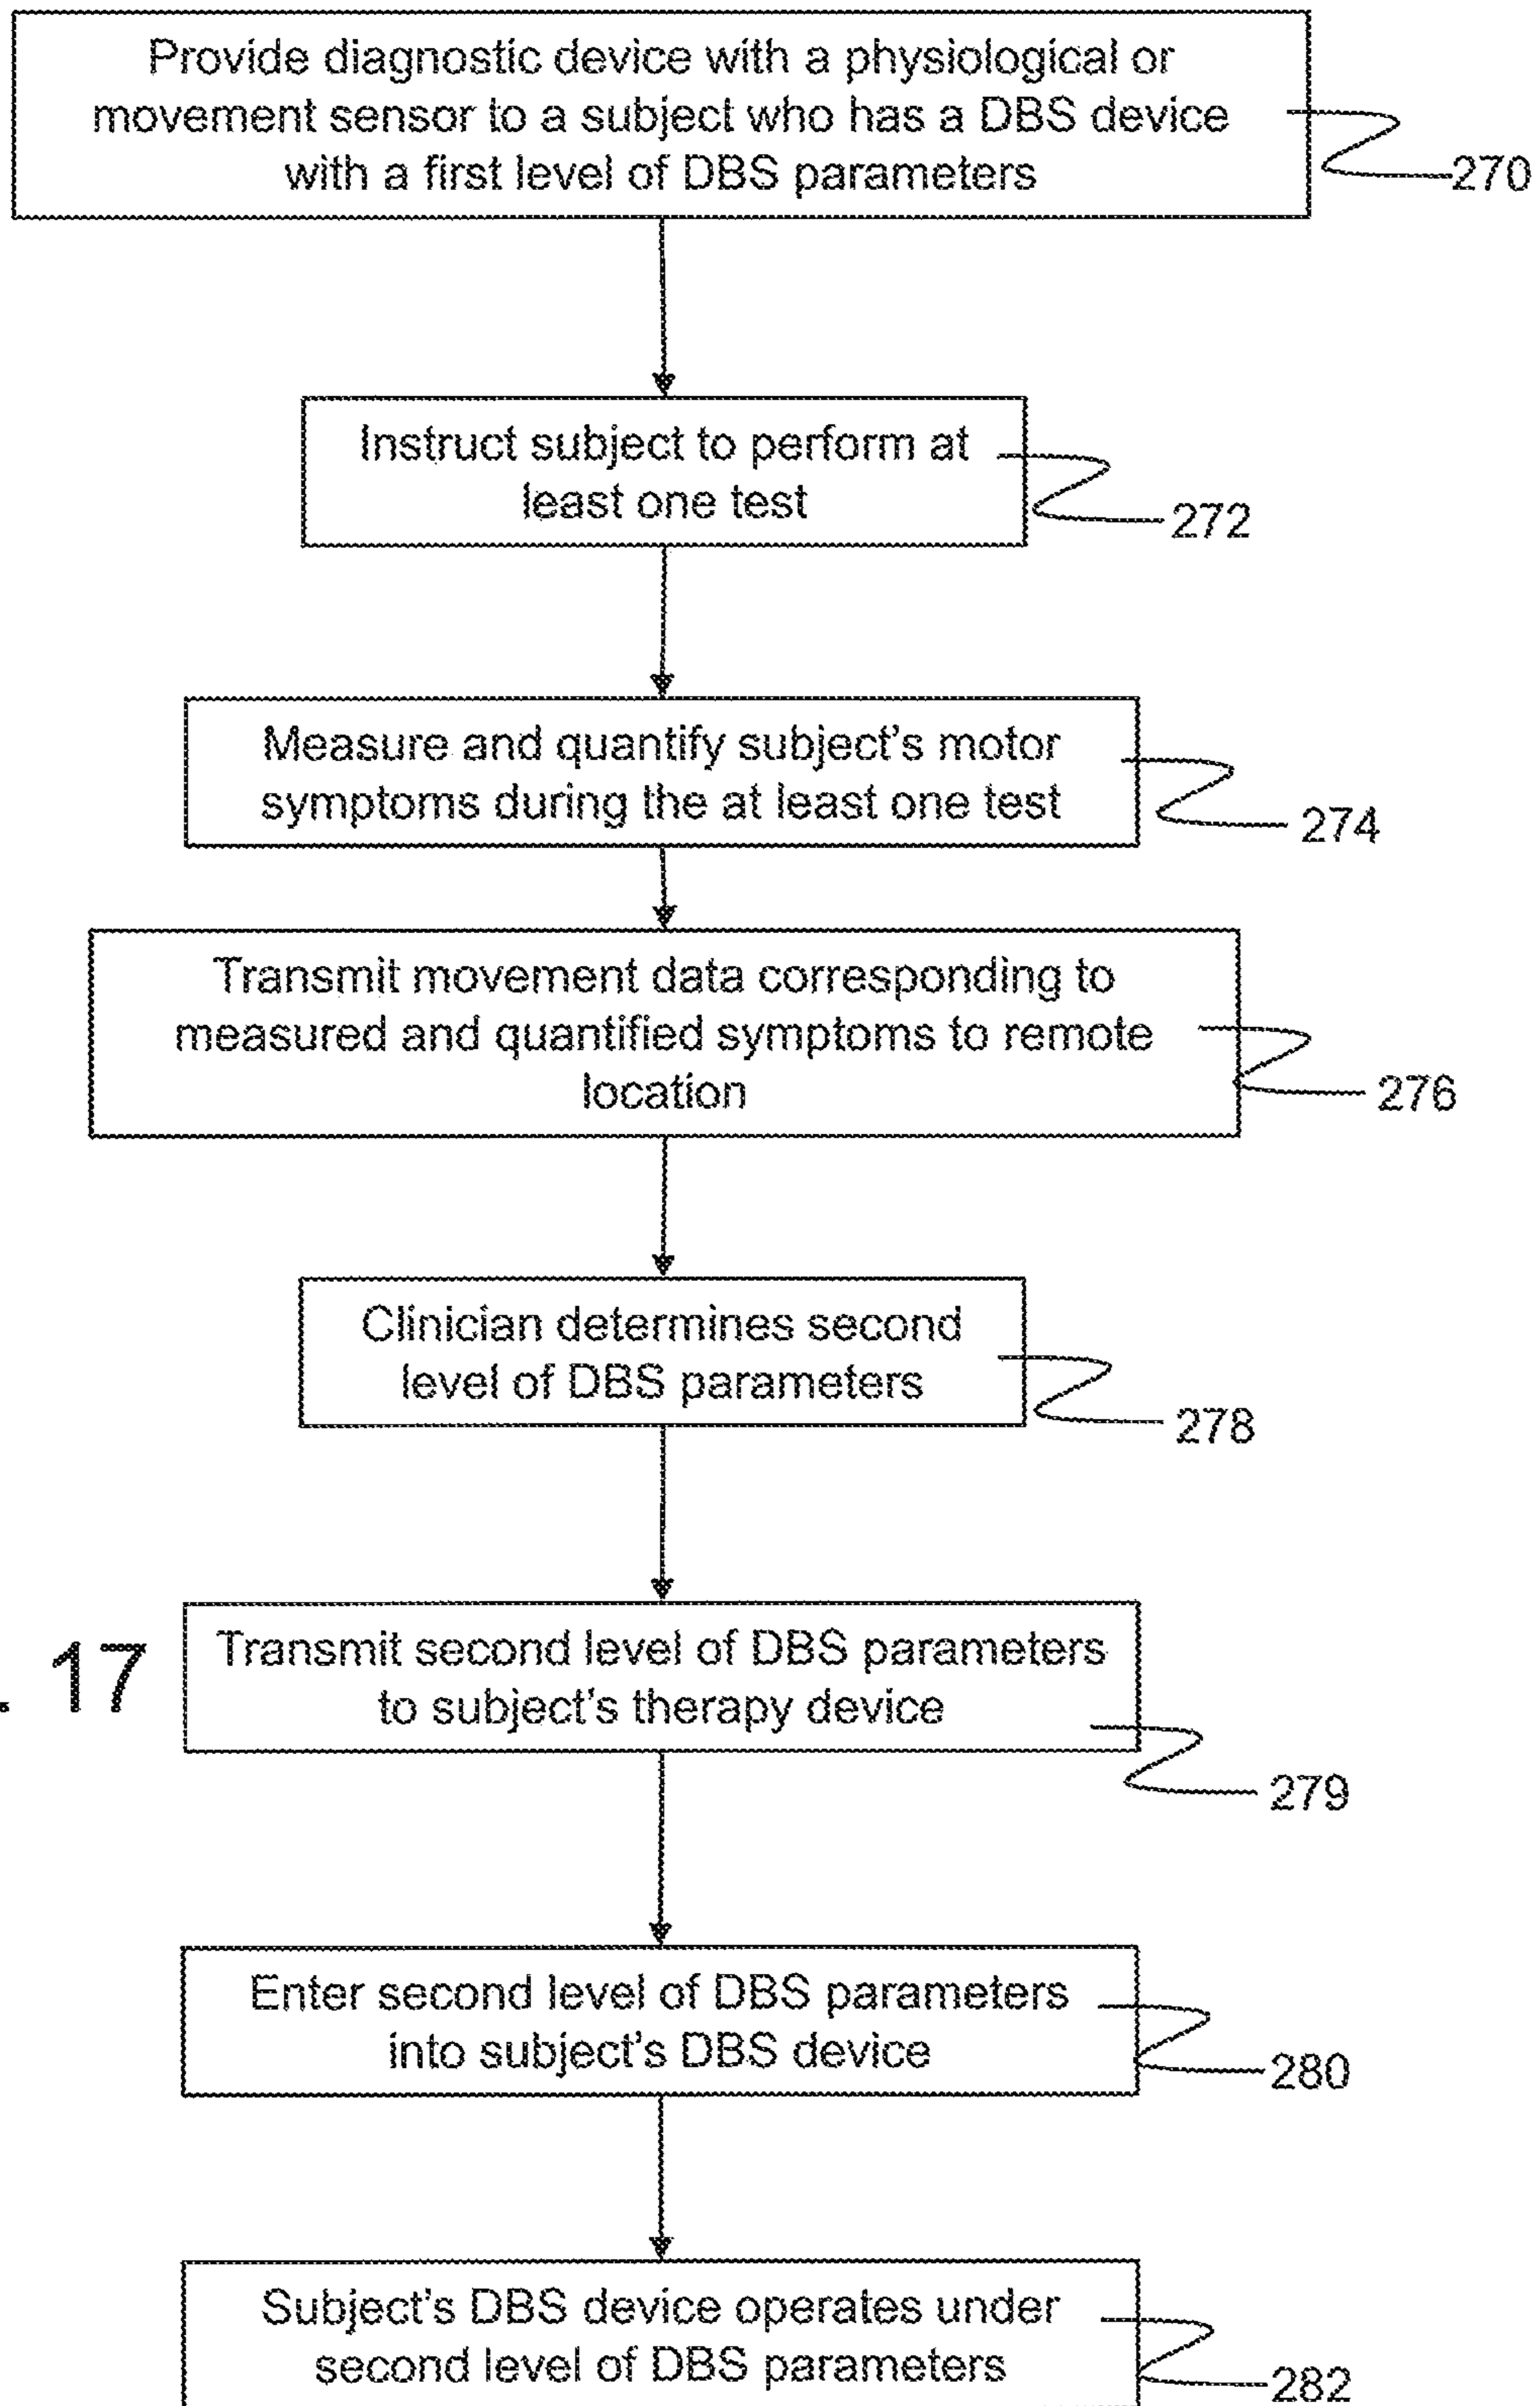 Provide diagnostic device with a physiological or
movement sensor to a subject who has a DBS device
with a first level of DBS parameters
270
Instruct subject to perform at
least one test
272
Measure and quantify subject's motor
symptoms during the at least one test
274
Transmit movement data corresponding to
measured and quantified symptoms to remote
location
276
Clinician determines second
level of DBS parameters
278
. 17
Transmit second level of DBS parameters
to subject's therapy device
279
Enter second level of DBS parameters
into subject's DBS device
280
Subject's DBS device operates under
second level of DBS parameters
282